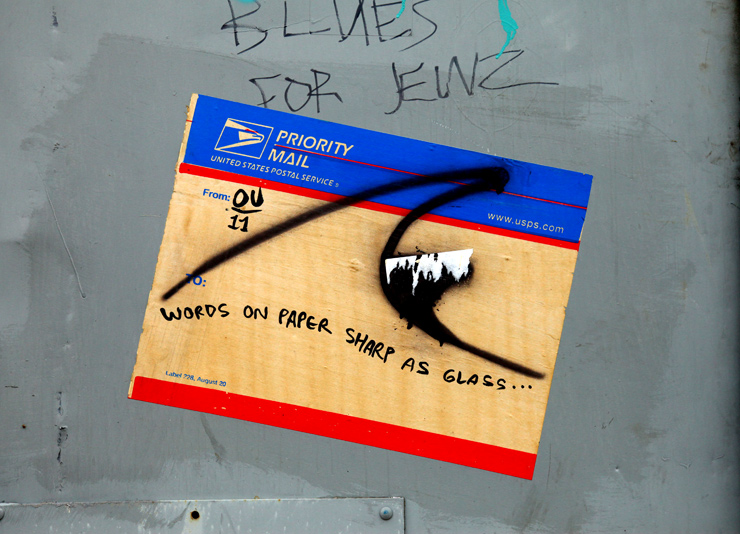 BLUES
FOR JEWZ
PRIORITY
MAIL
UNITED STATES POSTAL SERVICE®
www.usps.com
From: OU
11
TO:
WORDS ON PAPER SHARP AS GLASS...
Label 228, August 20